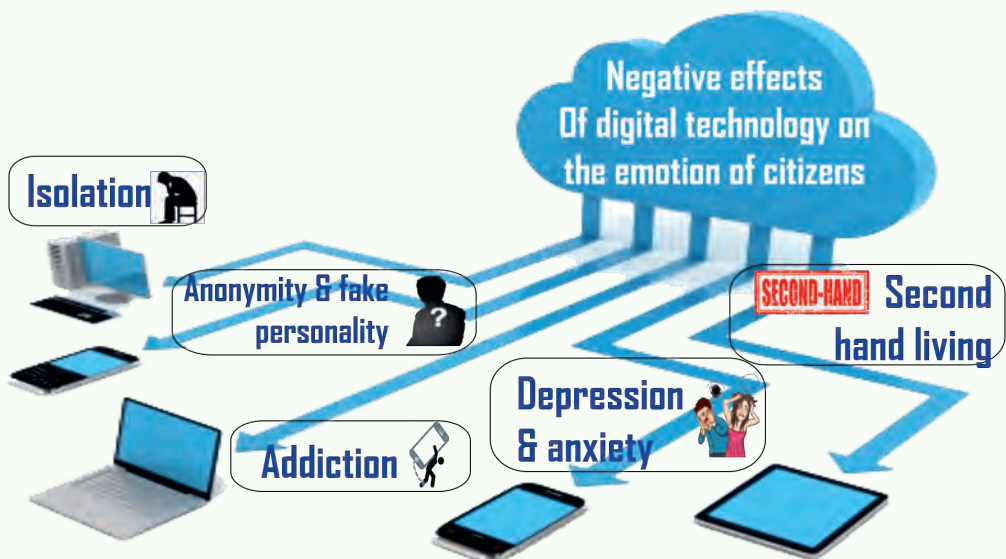 Negative effects
Of digital technology on
the emotion of citizens
Isolation
Anonymity & fake
personality
?
SECOND-HAND
Second
hand living
Depression
& anxiety
Addiction